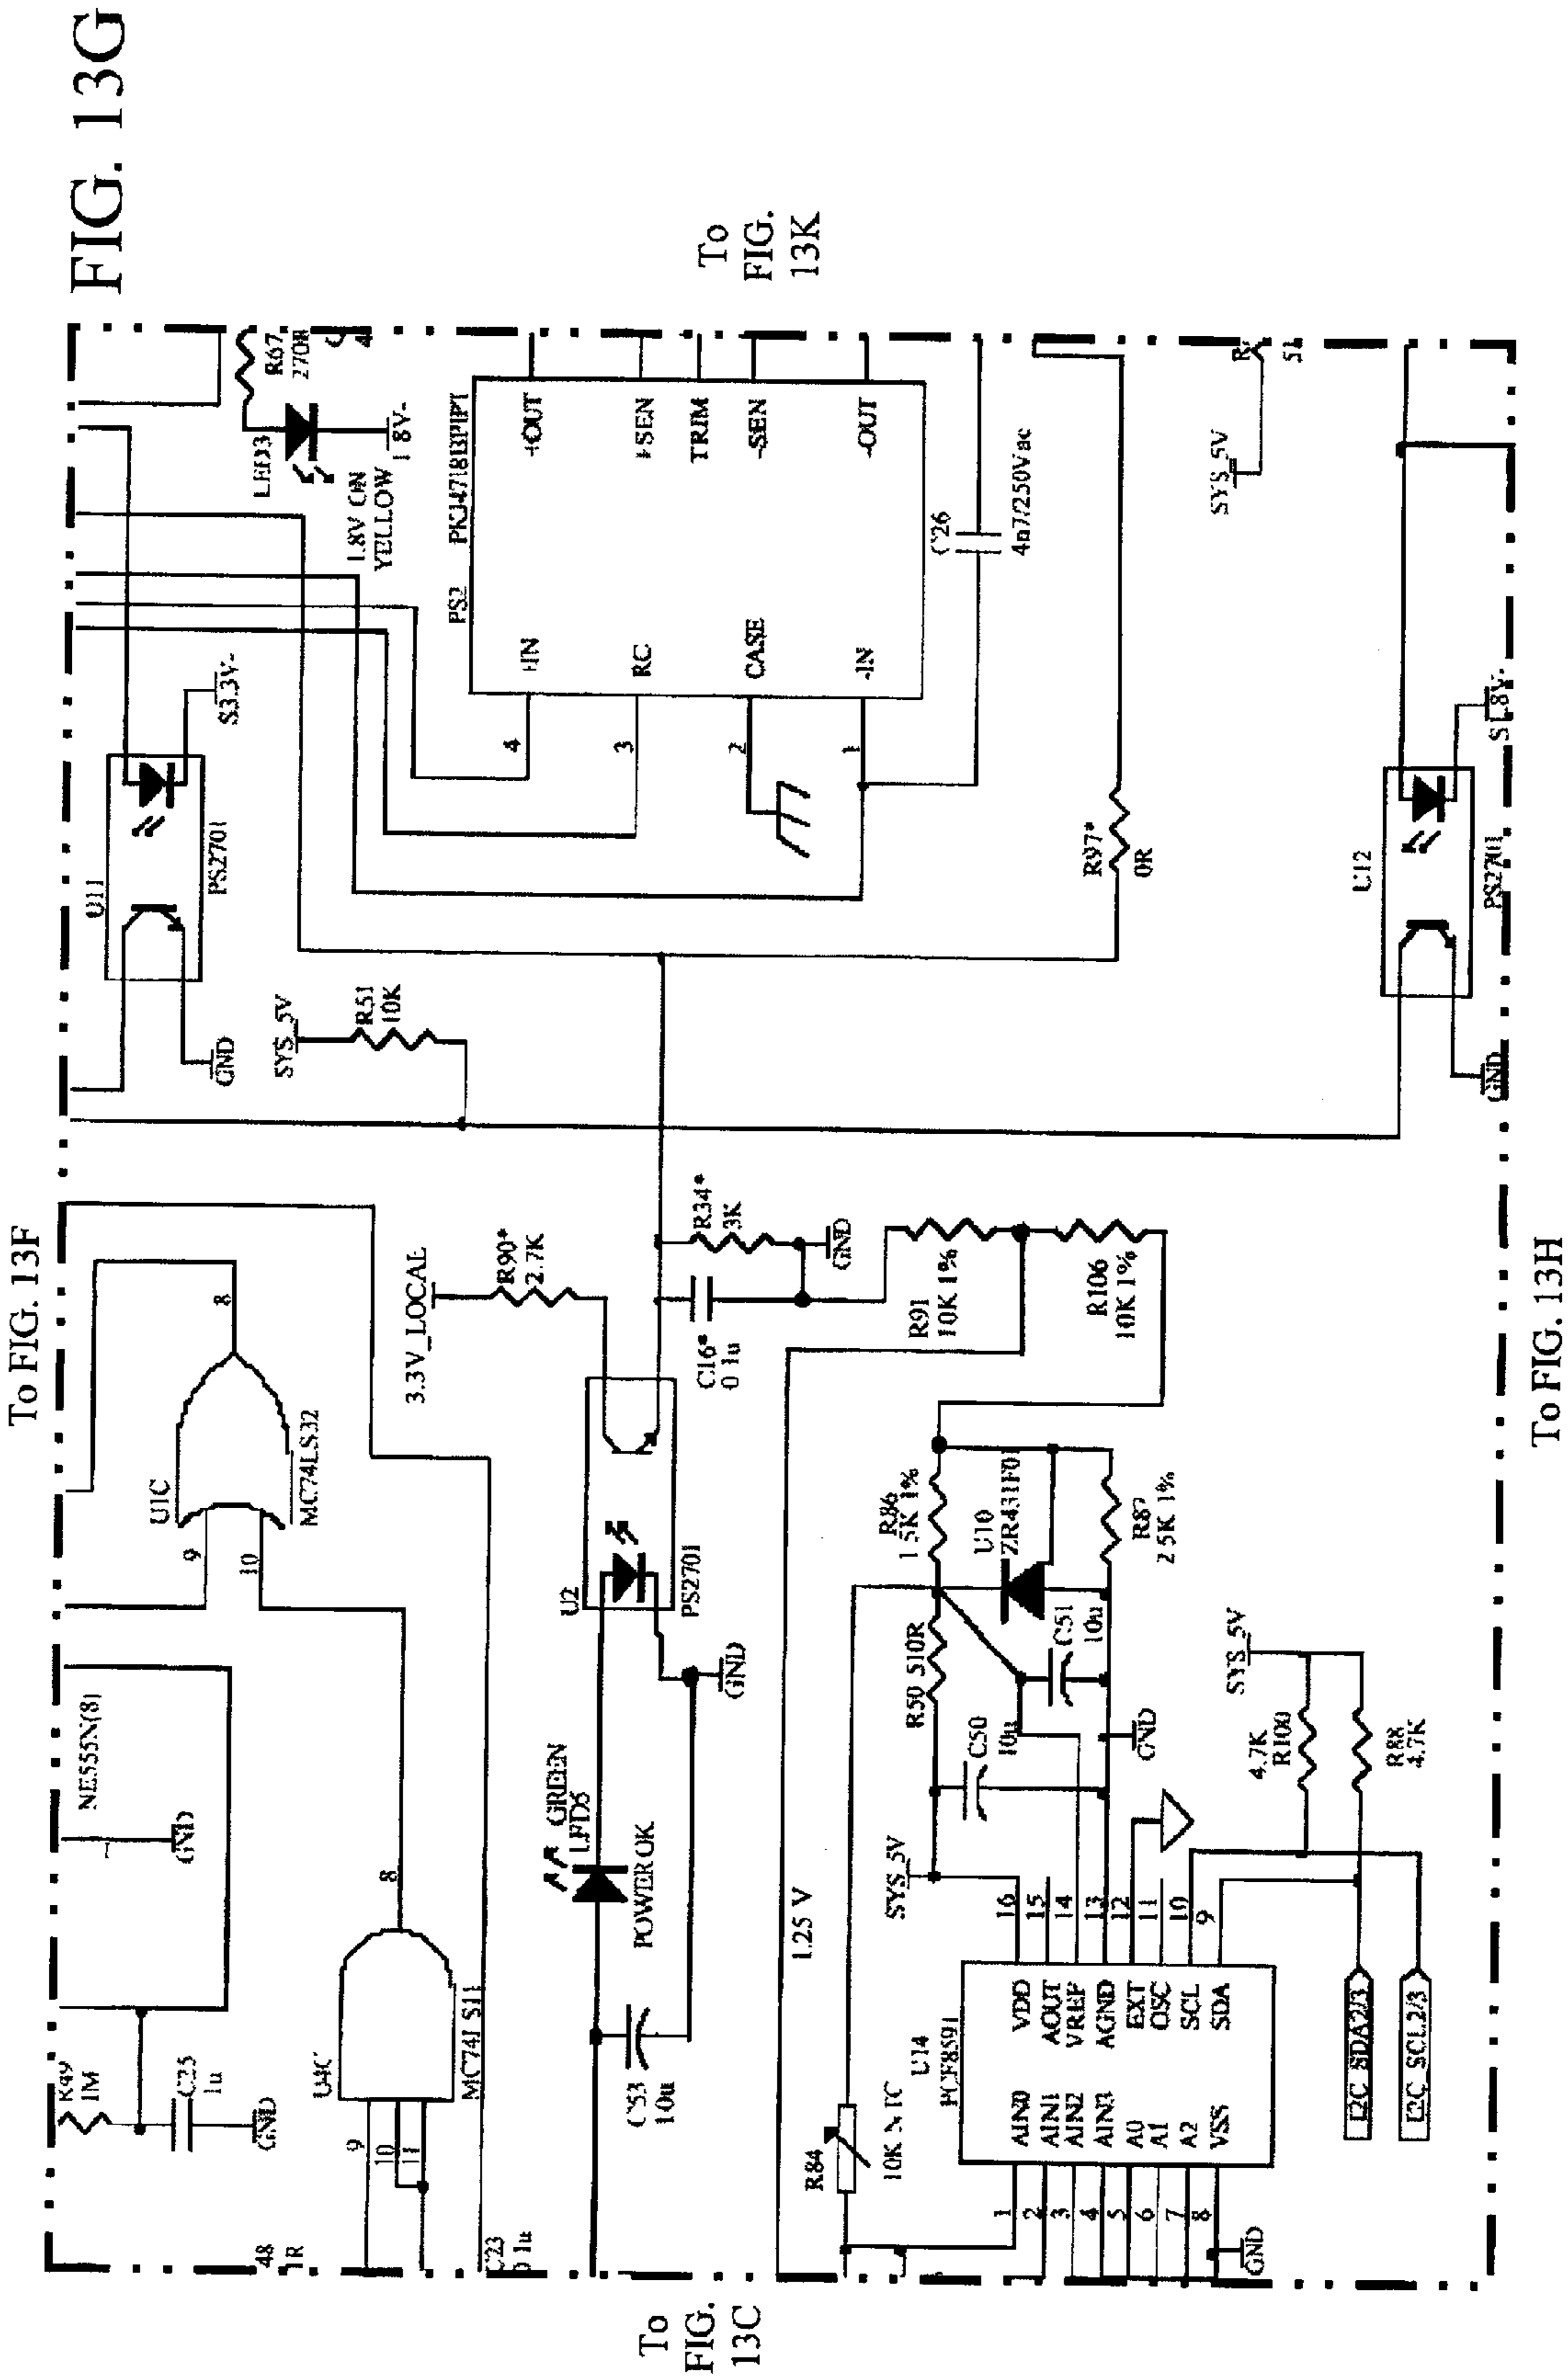 FIG. 13G
To FIG. 13F
To
FIG.
13K
To
FIG.
13C
To FIG. 13H
NE555N(8)
GND
1M
C25
1u
GND
48
1R
U1C
8
9
10
MC74LS32
U4C
8
9
10
11
C23
0.1u
U11
PS2701
S3.3V-
GND
SYS_5V
R51
10K
LED3
R67
270R
1.8V ON
YELLOW
1.8V-
PS2
+IN
RC
CASE
-IN
4
3
2
1
+OUT
+SEN
TRIM
-SEN
-OUT
C26
4n7/250Vac
R97*
0R
SYS_5V
51
U12
PS2701
S1.8V-
GND
3.3V_LOCAL
R90*
2.7K
R34*
3K
C16*
0.1u
GND
U2
PS2701
GND
GREEN
LED5
POWER OK
C53
10u
R91
10K 1%
R106
10K 1%
1.25 V
R84
10K NTC
R86
1.5K 1%
U10
ZR431F01
R87
2.5K 1%
R50 510R
C50
10u
C51
10u
GND
SYS_5V
U14
PCF8591
AIN0
AIN1
AIN2
AIN3
A0
A1
A2
VSS
1
2
3
4
5
6
7
8
GND
VDD
AOUT
VREF
AGND
EXT
OSC
SCL
SDA
16
15
14
13
12
11
10
9
SYS_5V
4.7K
R100
R88
4.7K
I2C_SDA2/3
I2C_SCL2/3